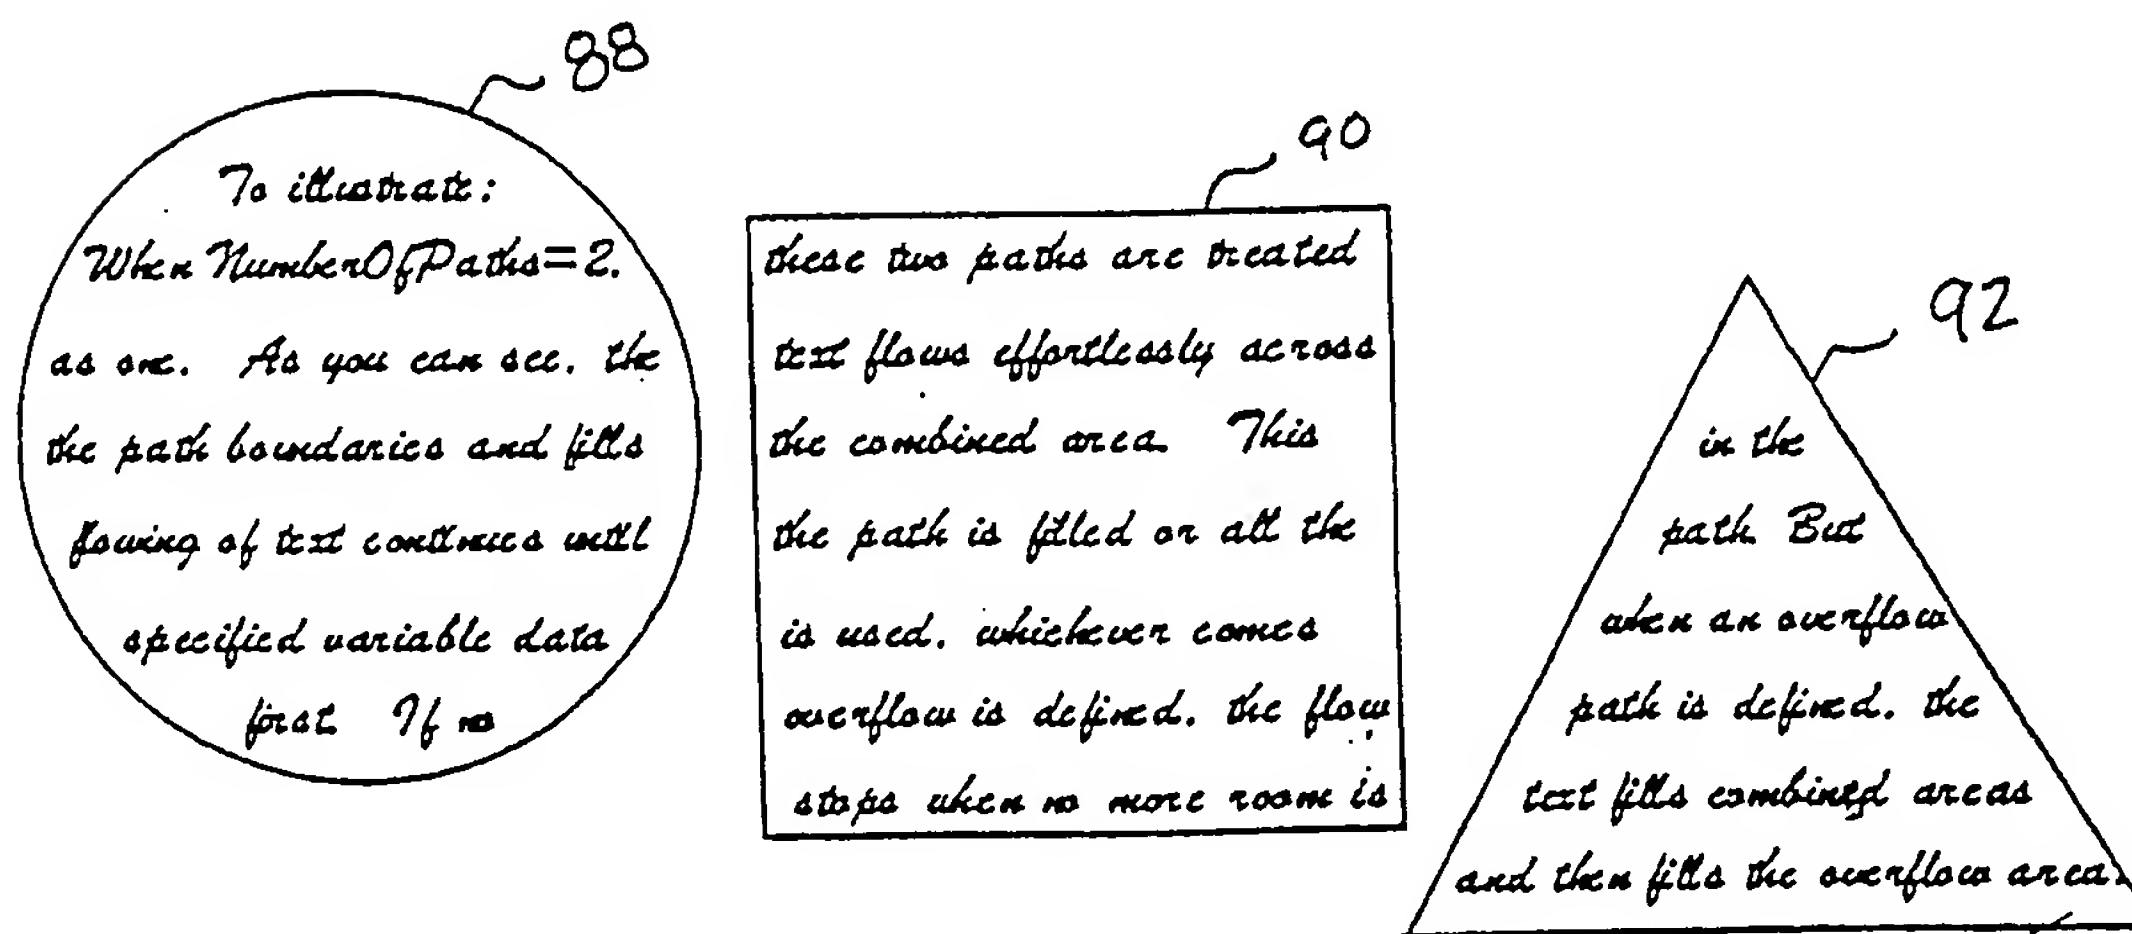 88
90
92
To illustrate:
When NumberOfPaths=2, these two paths are treated
as one. As you can see, the text flows effortlessly across
the path boundaries and fills the combined area. This
flowing of text continues until the path is filled or all the
specified variable data is used, whichever comes
first. If no overflow is defined, the flow
stops when no more room is
in the
path. But
when an overflow
path is defined, the
text fills combined areas
and then fills the overflow area.